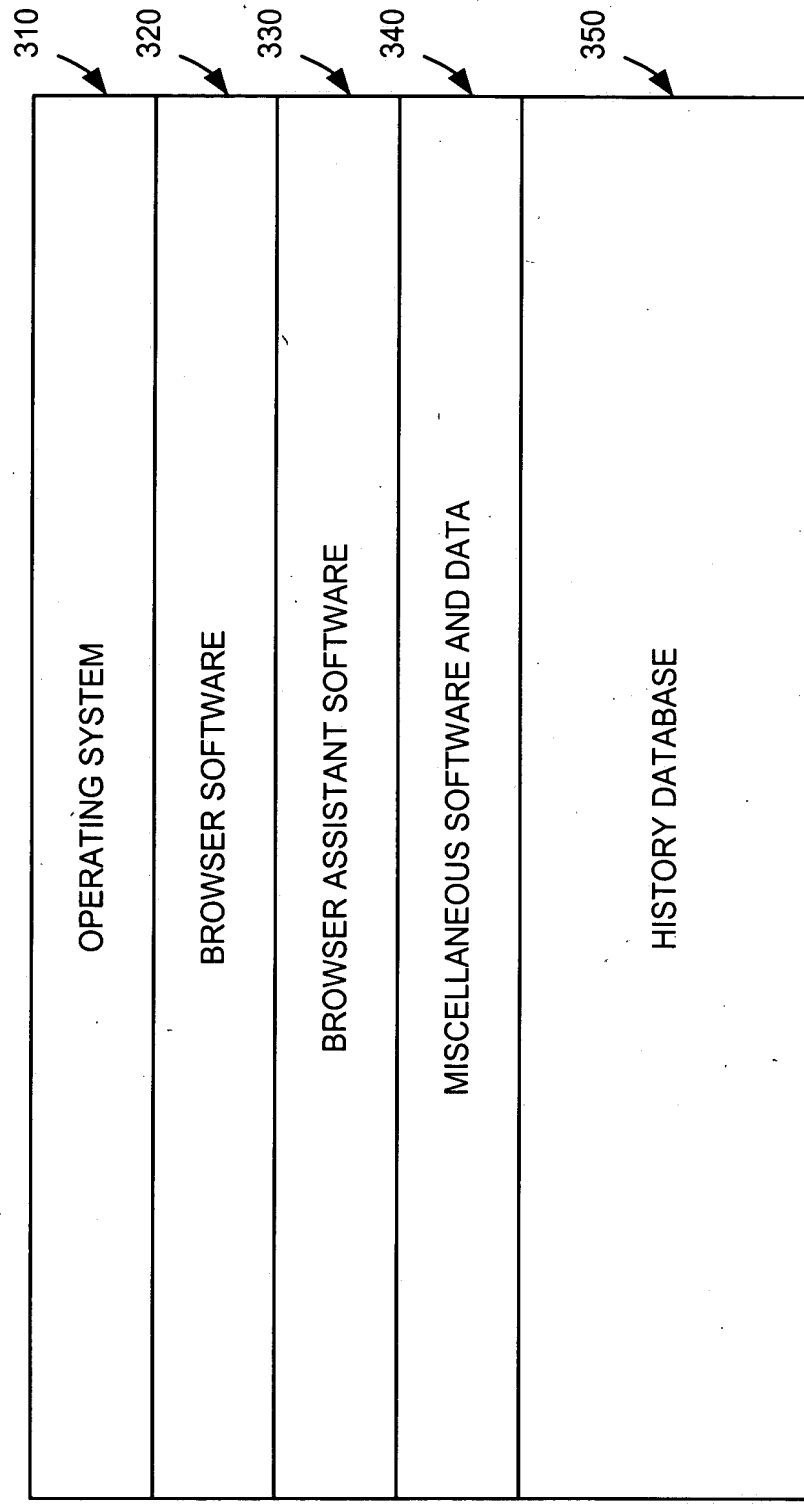 OPERATING SYSTEM
310
BROWSER SOFTWARE
320
BROWSER ASSISTANT SOFTWARE
330
MISCELLANEOUS SOFTWARE AND DATA
340
HISTORY DATABASE
350